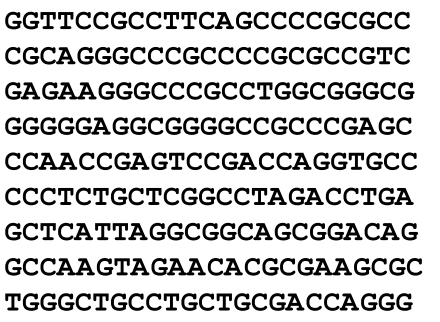 GGTTCCGCCTTCAGCCCCGCGCC
CGCAGGGCCCGCCCCGCGCCGTC
GAGAAGGGCCCGCCTGGCGGGCG
GGGGGAGGCGGGGCCGCCCGAGC
CCAACCGAGTCCGACCAGGTGCC
CCCTCTGCTCGGCCTAGACCTGA
GCTCATTAGGCGGCAGCGGACAG
GCCAAGTAGAACACGCGAAGCGC
TGGGCTGCCTGCTGCGACCAGGG